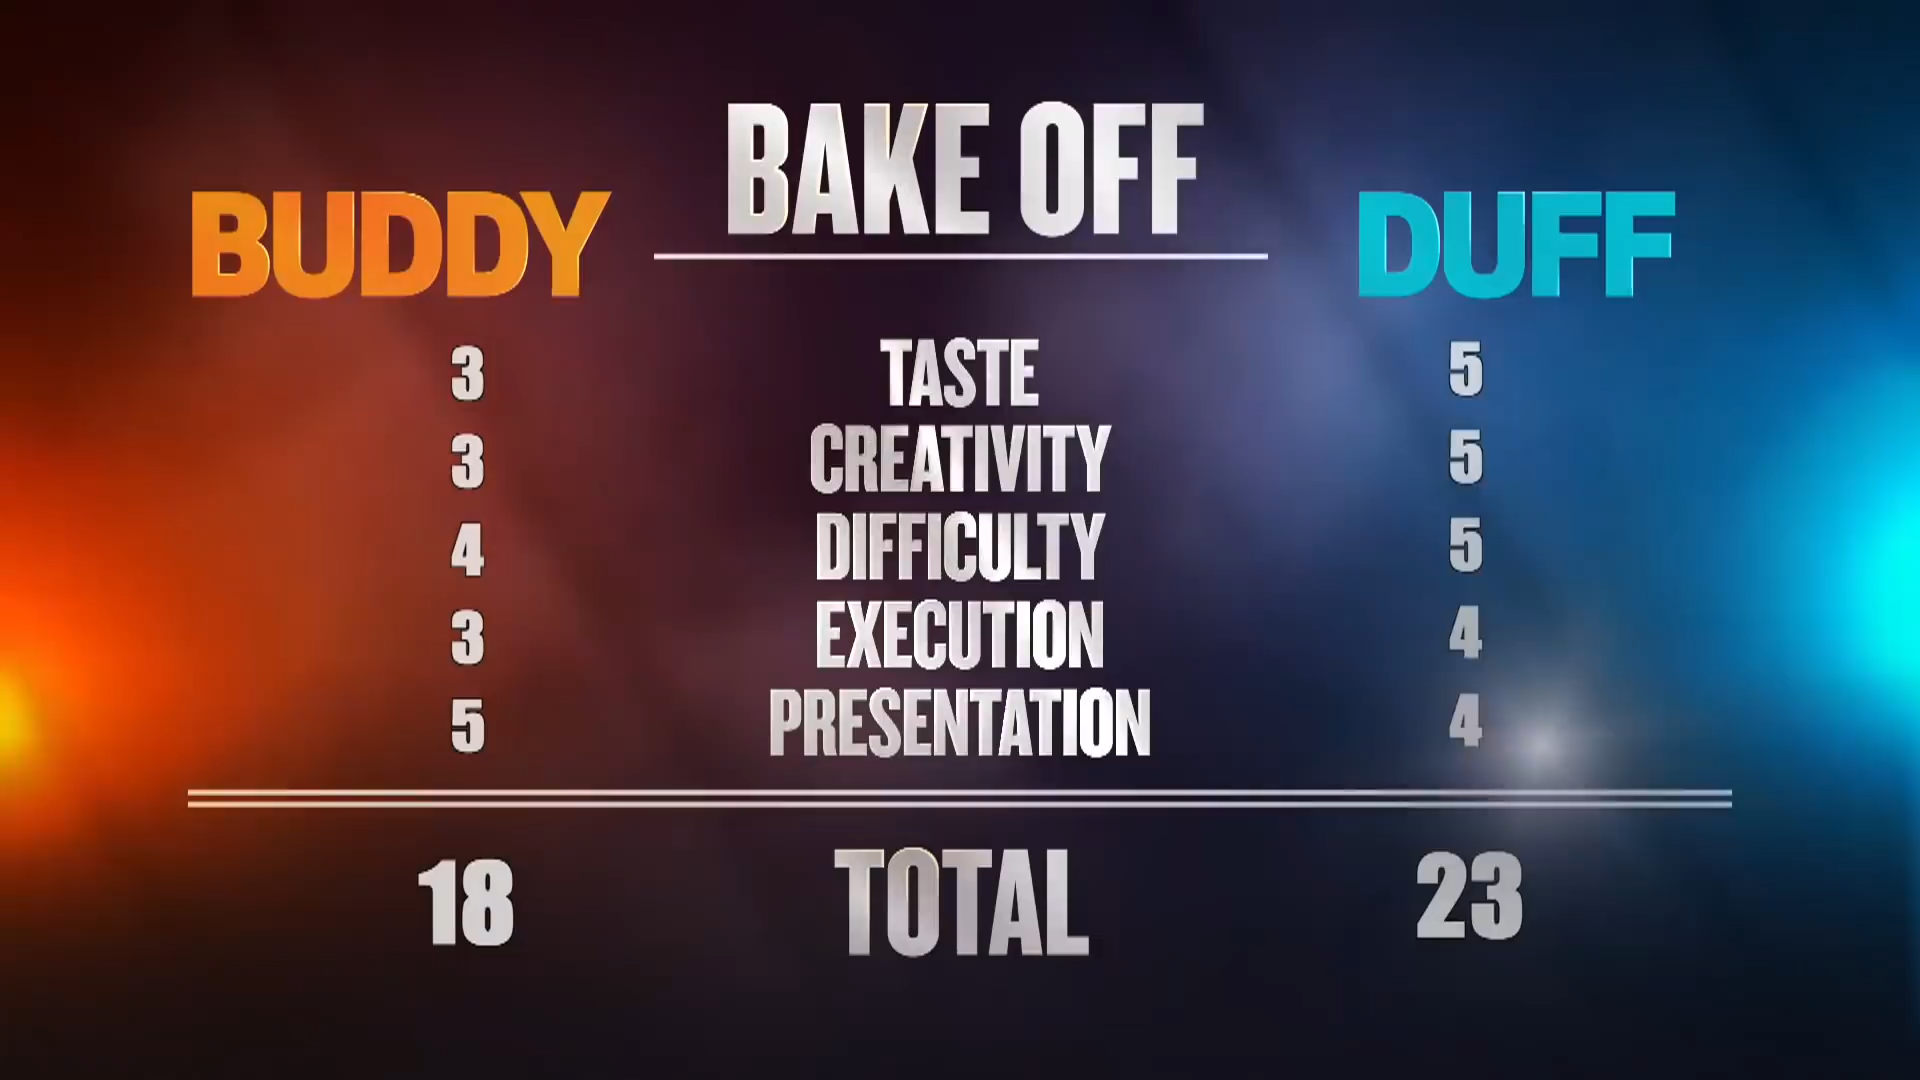 BAKE OFF
BUDDY DUFF
3 TASTE 5
3 CREATIVITY 5
4 DIFFICULTY 5
3 EXECUTION 4
5 PRESENTATION 4
18 TOTAL 23